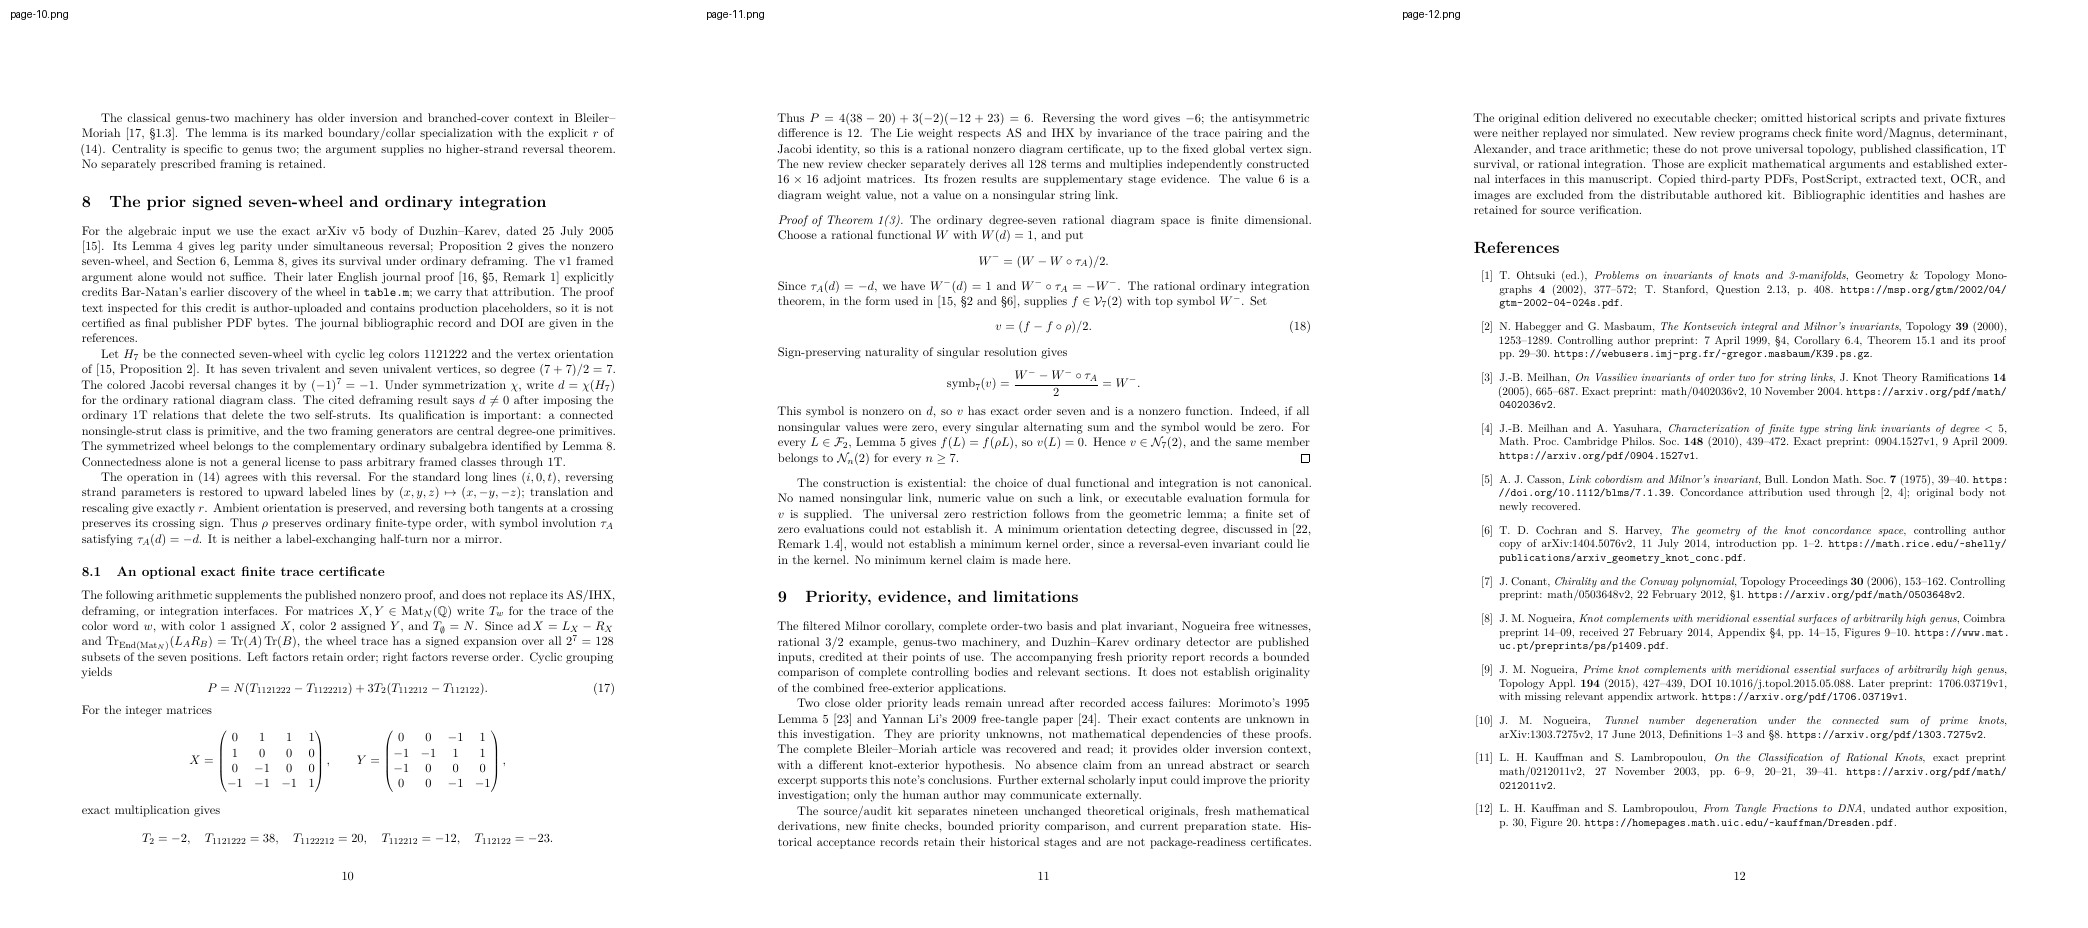 page-10.png
The classical genus-two machinery has older inversion and branched-cover context in Bleiler–
Moriah [17, §1.3]. The lemma is its marked boundary/collar specialization with the explicit r of
(14). Centrality is specific to genus two; the argument supplies no higher-strand reversal theorem.
No separately prescribed framing is retained.
8 The prior signed seven-wheel and ordinary integration
For the algebraic input we use the exact arXiv v5 body of Duzhin–Karev, dated 25 July 2005
[15]. Its Lemma 4 gives leg parity under simultaneous reversal; Proposition 2 gives the nonzero
seven-wheel, and Section 6, Lemma 8, gives its survival under ordinary deframing. The v1 framed
argument alone would not suffice. Their later English journal proof [16, §5, Remark 1] explicitly
credits Bar-Natan's earlier discovery of the wheel in table.m; we carry that attribution. The proof
text inspected for this credit is author-uploaded and contains production placeholders, so it is not
certified as final publisher PDF bytes. The journal bibliographic record and DOI are given in the
references.
Let H₇ be the connected seven-wheel with cyclic leg colors 1121222 and the vertex orientation
of [15, Proposition 2]. It has seven trivalent and seven univalent vertices, so degree (7 + 7)/2 = 7.
The colored Jacobi reversal changes it by (−1)⁷ = −1. Under symmetrization χ, write d = χ(H₇)
for the ordinary rational diagram class. The cited deframing result says d ≠ 0 after imposing the
ordinary 1T relations that delete the two self-struts. Its qualification is important: a connected
nonsingle-strut class is primitive, and the two framing generators are central degree-one primitives.
The symmetrized wheel belongs to the complementary ordinary subalgebra identified by Lemma 8.
Connectedness alone is not a general license to pass arbitrary framed classes through 1T.
The operation in (14) agrees with this reversal. For the standard long lines (i, 0, t), reversing
strand parameters is restored to upward labeled lines by (x, y, z) ↦ (x, −y, −z); translation and
rescaling give exactly r. Ambient orientation is preserved, and reversing both tangents at a crossing
preserves its crossing sign. Thus ρ preserves ordinary finite-type order, with symbol involution τ_A
satisfying τ_A(d) = −d. It is neither a label-exchanging half-turn nor a mirror.
8.1 An optional exact finite trace certificate
The following arithmetic supplements the published nonzero proof, and does not replace its AS/IHX,
deframing, or integration interfaces. For matrices X, Y ∈ Mat_N(ℚ) write T_w for the trace of the
color word w, with color 1 assigned X, color 2 assigned Y, and T_∅ = N. Since ad X = L_X − R_X
and Tr_{End(Mat_N)}(L_A R_B) = Tr(A) Tr(B), the wheel trace has a signed expansion over all 2⁷ = 128
subsets of the seven positions. Left factors retain order; right factors reverse order. Cyclic grouping
yields
P = N(T_{1121222} − T_{1122212}) + 3T₂(T_{112212} − T_{112122}). (17)
For the integer matrices
X = ( 0 1 1 1
1 0 0 0
0 −1 0 0
−1 −1 −1 1 ), Y = ( 0 0 −1 1
−1 −1 1 1
−1 0 0 0
0 0 −1 −1 ),
exact multiplication gives
T₂ = −2, T_{1121222} = 38, T_{1122212} = 20, T_{112212} = −12, T_{112122} = −23.
10
page-11.png
Thus P = 4(38 − 20) + 3(−2)(−12 + 23) = 6. Reversing the word gives −6; the antisymmetric
difference is 12. The Lie weight respects AS and IHX by invariance of the trace pairing and the
Jacobi identity, so this is a rational nonzero diagram certificate, up to the fixed global vertex sign.
The new review checker separately derives all 128 terms and multiplies independently constructed
16 × 16 adjoint matrices. Its frozen results are supplementary stage evidence. The value 6 is a
diagram weight value, not a value on a nonsingular string link.
Proof of Theorem 1(3). The ordinary degree-seven rational diagram space is finite dimensional.
Choose a rational functional W with W(d) = 1, and put
W⁻ = (W − W ∘ τ_A)/2.
Since τ_A(d) = −d, we have W⁻(d) = 1 and W⁻ ∘ τ_A = −W⁻. The rational ordinary integration
theorem, in the form used in [15, §2 and §6], supplies f ∈ 𝒱₇(2) with top symbol W⁻. Set
v = (f − f ∘ ρ)/2. (18)
Sign-preserving naturality of singular resolution gives
symb₇(v) = (W⁻ − W⁻ ∘ τ_A)/2 = W⁻.
This symbol is nonzero on d, so v has exact order seven and is a nonzero function. Indeed, if all
nonsingular values were zero, every singular alternating sum and the symbol would be zero. For
every L ∈ ℱ₂, Lemma 5 gives f(L) = f(ρL), so v(L) = 0. Hence v ∈ 𝒩₇(2), and the same member
belongs to 𝒩_n(2) for every n ≥ 7. □
The construction is existential: the choice of dual functional and integration is not canonical.
No named nonsingular link, numeric value on such a link, or executable evaluation formula for
v is supplied. The universal zero restriction follows from the geometric lemma; a finite set of
zero evaluations could not establish it. A minimum orientation detecting degree, discussed in [22,
Remark 1.4], would not establish a minimum kernel order, since a reversal-even invariant could lie
in the kernel. No minimum kernel claim is made here.
9 Priority, evidence, and limitations
The filtered Milnor corollary, complete order-two basis and plat invariant, Nogueira free witnesses,
rational 3/2 example, genus-two machinery, and Duzhin–Karev ordinary detector are published
inputs, credited at their points of use. The accompanying fresh priority report records a bounded
comparison of complete controlling bodies and relevant sections. It does not establish originality
of the combined free-exterior applications.
Two close older priority leads remain unread after recorded access failures: Morimoto's 1995
Lemma 5 [23] and Yannan Li's 2009 free-tangle paper [24]. Their exact contents are unknown in
this investigation. They are priority unknowns, not mathematical dependencies of these proofs.
The complete Bleiler–Moriah article was recovered and read; it provides older inversion context,
with a different knot-exterior hypothesis. No absence claim from an unread abstract or search
excerpt supports this note's conclusions. Further external scholarly input could improve the priority
investigation; only the human author may communicate externally.
The source/audit kit separates nineteen unchanged theoretical originals, fresh mathematical
derivations, new finite checks, bounded priority comparison, and current preparation state. His-
torical acceptance records retain their historical stages and are not package-readiness certificates.
11
page-12.png
The original edition delivered no executable checker; omitted historical scripts and private fixtures
were neither replayed nor simulated. New review programs check finite word/Magnus, determinant,
Alexander, and trace arithmetic; these do not prove universal topology, published classification, 1T
survival, or rational integration. Those are explicit mathematical arguments and established exter-
nal interfaces in this manuscript. Copied third-party PDFs, PostScript, extracted text, OCR, and
images are excluded from the distributable authored kit. Bibliographic identities and hashes are
retained for source verification.
References
[1] T. Ohtsuki (ed.), Problems on invariants of knots and 3-manifolds, Geometry & Topology Mono-
graphs 4 (2002), 377–572; T. Stanford, Question 2.13, p. 408. https://msp.org/gtm/2002/04/
gtm-2002-04-024s.pdf.
[2] N. Habegger and G. Masbaum, The Kontsevich integral and Milnor's invariants, Topology 39 (2000),
1253–1289. Controlling author preprint: 7 April 1999, §4, Corollary 6.4, Theorem 15.1 and its proof
pp. 29–30. https://webusers.imj-prg.fr/~gregor.masbaum/K39.ps.gz.
[3] J.-B. Meilhan, On Vassiliev invariants of order two for string links, J. Knot Theory Ramifications 14
(2005), 665–687. Exact preprint: math/0402036v2, 10 November 2004. https://arxiv.org/pdf/math/
0402036v2.
[4] J.-B. Meilhan and A. Yasuhara, Characterization of finite type string link invariants of degree < 5,
Math. Proc. Cambridge Philos. Soc. 148 (2010), 439–472. Exact preprint: 0904.1527v1, 9 April 2009.
https://arxiv.org/pdf/0904.1527v1.
[5] A. J. Casson, Link cobordism and Milnor's invariant, Bull. London Math. Soc. 7 (1975), 39–40. https:
//doi.org/10.1112/blms/7.1.39. Concordance attribution used through [2, 4]; original body not
newly recovered.
[6] T. D. Cochran and S. Harvey, The geometry of the knot concordance space, controlling author
copy of arXiv:1404.5076v2, 11 July 2014, introduction pp. 1–2. https://math.rice.edu/~shelly/
publications/arxiv_geometry_knot_conc.pdf.
[7] J. Conant, Chirality and the Conway polynomial, Topology Proceedings 30 (2006), 153–162. Controlling
preprint: math/0503648v2, 22 February 2012, §1. https://arxiv.org/pdf/math/0503648v2.
[8] J. M. Nogueira, Knot complements with meridional essential surfaces of arbitrarily high genus, Coimbra
preprint 14–09, received 27 February 2014, Appendix §4, pp. 14–15, Figures 9–10. https://www.mat.
uc.pt/preprints/ps/p1409.pdf.
[9] J. M. Nogueira, Prime knot complements with meridional essential surfaces of arbitrarily high genus,
Topology Appl. 194 (2015), 427–439, DOI 10.1016/j.topol.2015.05.088. Later preprint: 1706.03719v1,
with missing relevant appendix artwork. https://arxiv.org/pdf/1706.03719v1.
[10] J. M. Nogueira, Tunnel number degeneration under the connected sum of prime knots,
arXiv:1303.7275v2, 17 June 2013, Definitions 1–3 and §8. https://arxiv.org/pdf/1303.7275v2.
[11] L. H. Kauffman and S. Lambropoulou, On the Classification of Rational Knots, exact preprint
math/0212011v2, 27 November 2003, pp. 6–9, 20–21, 39–41. https://arxiv.org/pdf/math/
0212011v2.
[12] L. H. Kauffman and S. Lambropoulou, From Tangle Fractions to DNA, undated author exposition,
p. 30, Figure 20. https://homepages.math.uic.edu/~kauffman/Dresden.pdf.
12